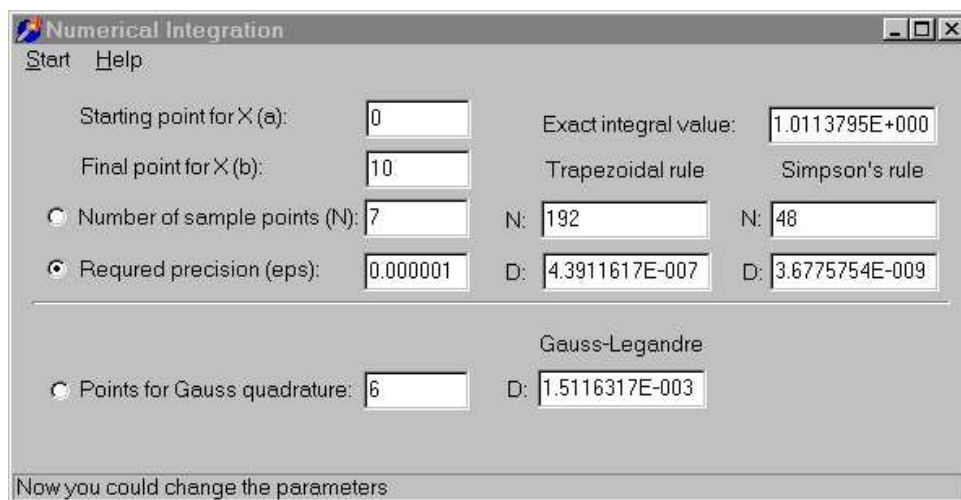 Numerical Integration
Start Help
Starting point for X (a): 0
Exact integral value: 1.0113795E+000
Final point for X (b): 10
Trapezoidal rule Simpson's rule
Number of sample points (N): 7
N: 192 N: 48
Requred precision (eps): 0.000001
D: 4.3911617E-007 D: 3.6775754E-009
Gauss-Legandre
Points for Gauss quadrature: 6
D: 1.5116317E-003
Now you could change the parameters